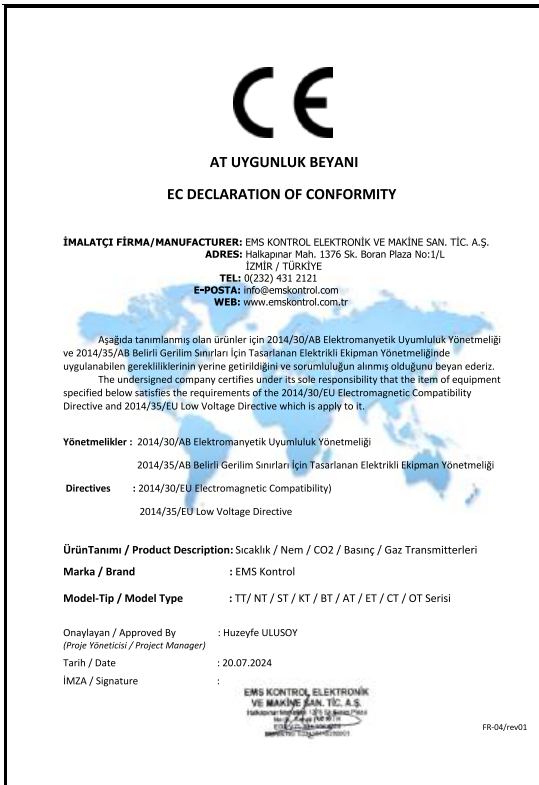 CE
AT UYGUNLUK BEYANI
EC DECLARATION OF CONFORMITY
İMALATÇI FİRMA/MANUFACTURER: EMS KONTROL ELEKTRONİK VE MAKİNE SAN. TİC. A.Ş.
ADRES: Halkapınar Mah. 1376 Sk. Boran Plaza No:1/L
İZMİR / TÜRKİYE
TEL: 0(232) 431 2121
E-POSTA: info@emskontrol.com
WEB: www.emskontrol.com.tr
Aşağıda tanımlanmış olan ürünler için 2014/30/AB Elektromanyetik Uyumluluk Yönetmeliği
ve 2014/35/AB Belirli Gerilim Sınırları İçin Tasarlanan Elektrikli Ekipman Yönetmeliğinde
uygulanabilen gerekliliklerinin yerine getirildiğini ve sorumluluğun alınmış olduğunu beyan ederiz.
The undersigned company certifies under its sole responsibility that the item of equipment
specified below satisfies the requirements of the 2014/30/EU Electromagnetic Compatibility
Directive and 2014/35/EU Low Voltage Directive which is apply to it.
Yönetmelikler : 2014/30/AB Elektromanyetik Uyumluluk Yönetmeliği
2014/35/AB Belirli Gerilim Sınırları İçin Tasarlanan Elektrikli Ekipman Yönetmeliği
Directives : 2014/30/EU Electromagnetic Compatibility)
2014/35/EU Low Voltage Directive
ÜrünTanımı / Product Description: Sıcaklık / Nem / CO2 / Basınç / Gaz Transmitterleri
Marka / Brand : EMS Kontrol
Model-Tip / Model Type : TT/ NT / ST / KT / BT / AT / ET / CT / OT Serisi
Onaylayan / Approved By : Huzeyfe ULUSOY
(Proje Yöneticisi / Project Manager)
Tarih / Date : 20.07.2024
İMZA / Signature :
EMS KONTROL ELEKTRONİK
VE MAKİNE SAN. TİC. A.Ş.
FR-04/rev01